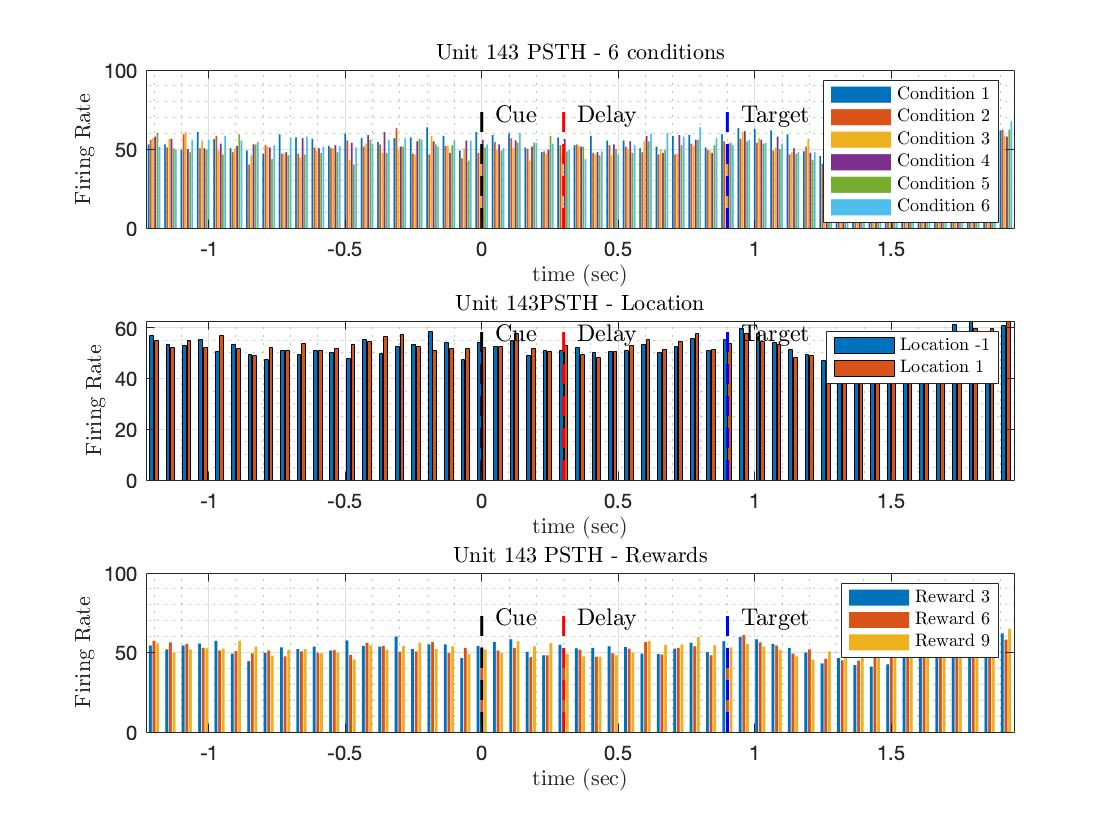 Unit 143 PSTH - 6 conditions
Firing Rate
100
50
0
Cue
Delay
Target
Condition 1
Condition 2
Condition 3
Condition 4
Condition 5
Condition 6
-1
-0.5
0
0.5
1
1.5
time (sec)
Unit 143PSTH - Location
Firing Rate
60
40
20
0
Cue
Delay
Target
Location -1
Location 1
-1
-0.5
0
0.5
1
1.5
time (sec)
Unit 143 PSTH - Rewards
Firing Rate
100
50
0
Cue
Delay
Target
Reward 3
Reward 6
Reward 9
-1
-0.5
0
0.5
1
1.5
time (sec)